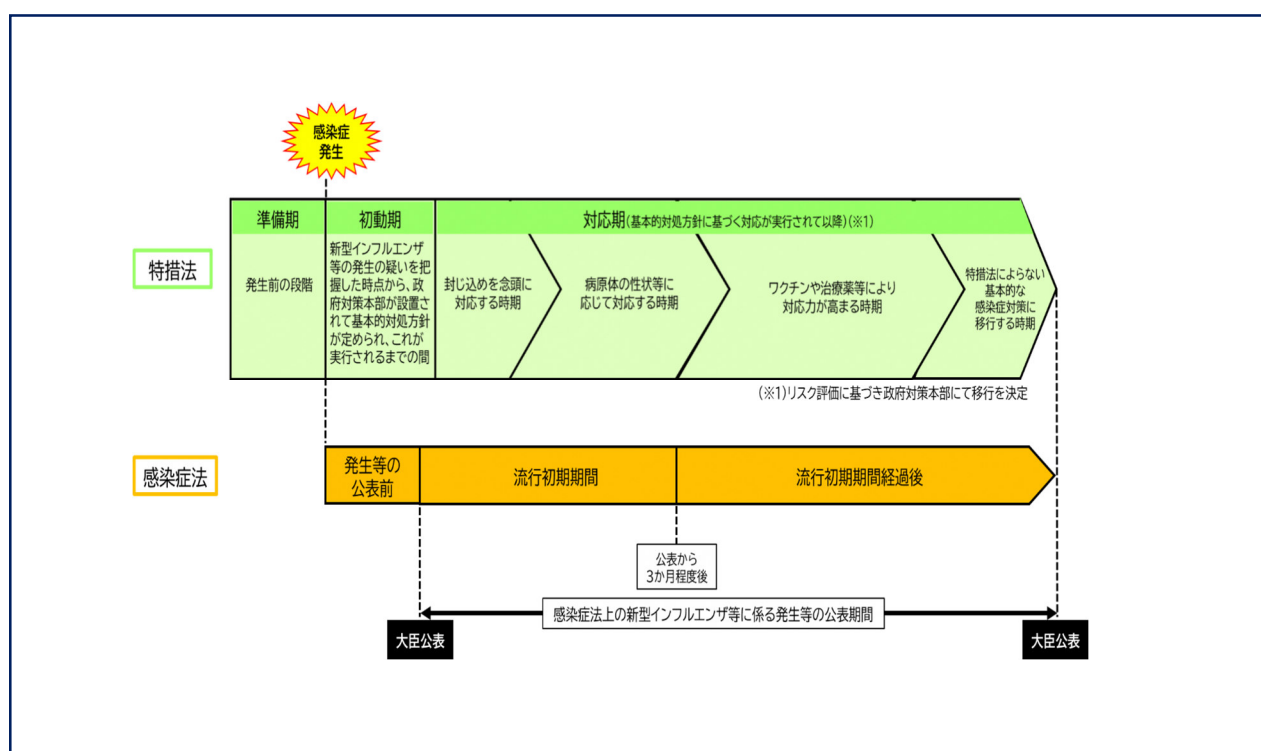 感染症
発生
特措法
準備期
初動期
対応期(基本的対処方針に基づく対応が実行されて以降)(※1)
発生前の段階
新型インフルエンザ
等の発生の疑いを把
握した時点から、政
府対策本部が設置さ
れて基本的対処方針
が定められ、これが
実行されるまでの間
封じ込めを念頭に
対応する時期
病原体の性状等に
応じて対応する時期
ワクチンや治療薬等により
対応力が高まる時期
特措法によらない
基本的な
感染症対策に
移行する時期
(※1)リスク評価に基づき政府対策本部にて移行を決定
感染症法
発生等の
公表前
流行初期期間
流行初期期間経過後
公表から
3か月程度後
感染症法上の新型インフルエンザ等に係る発生等の公表期間
大臣公表
大臣公表